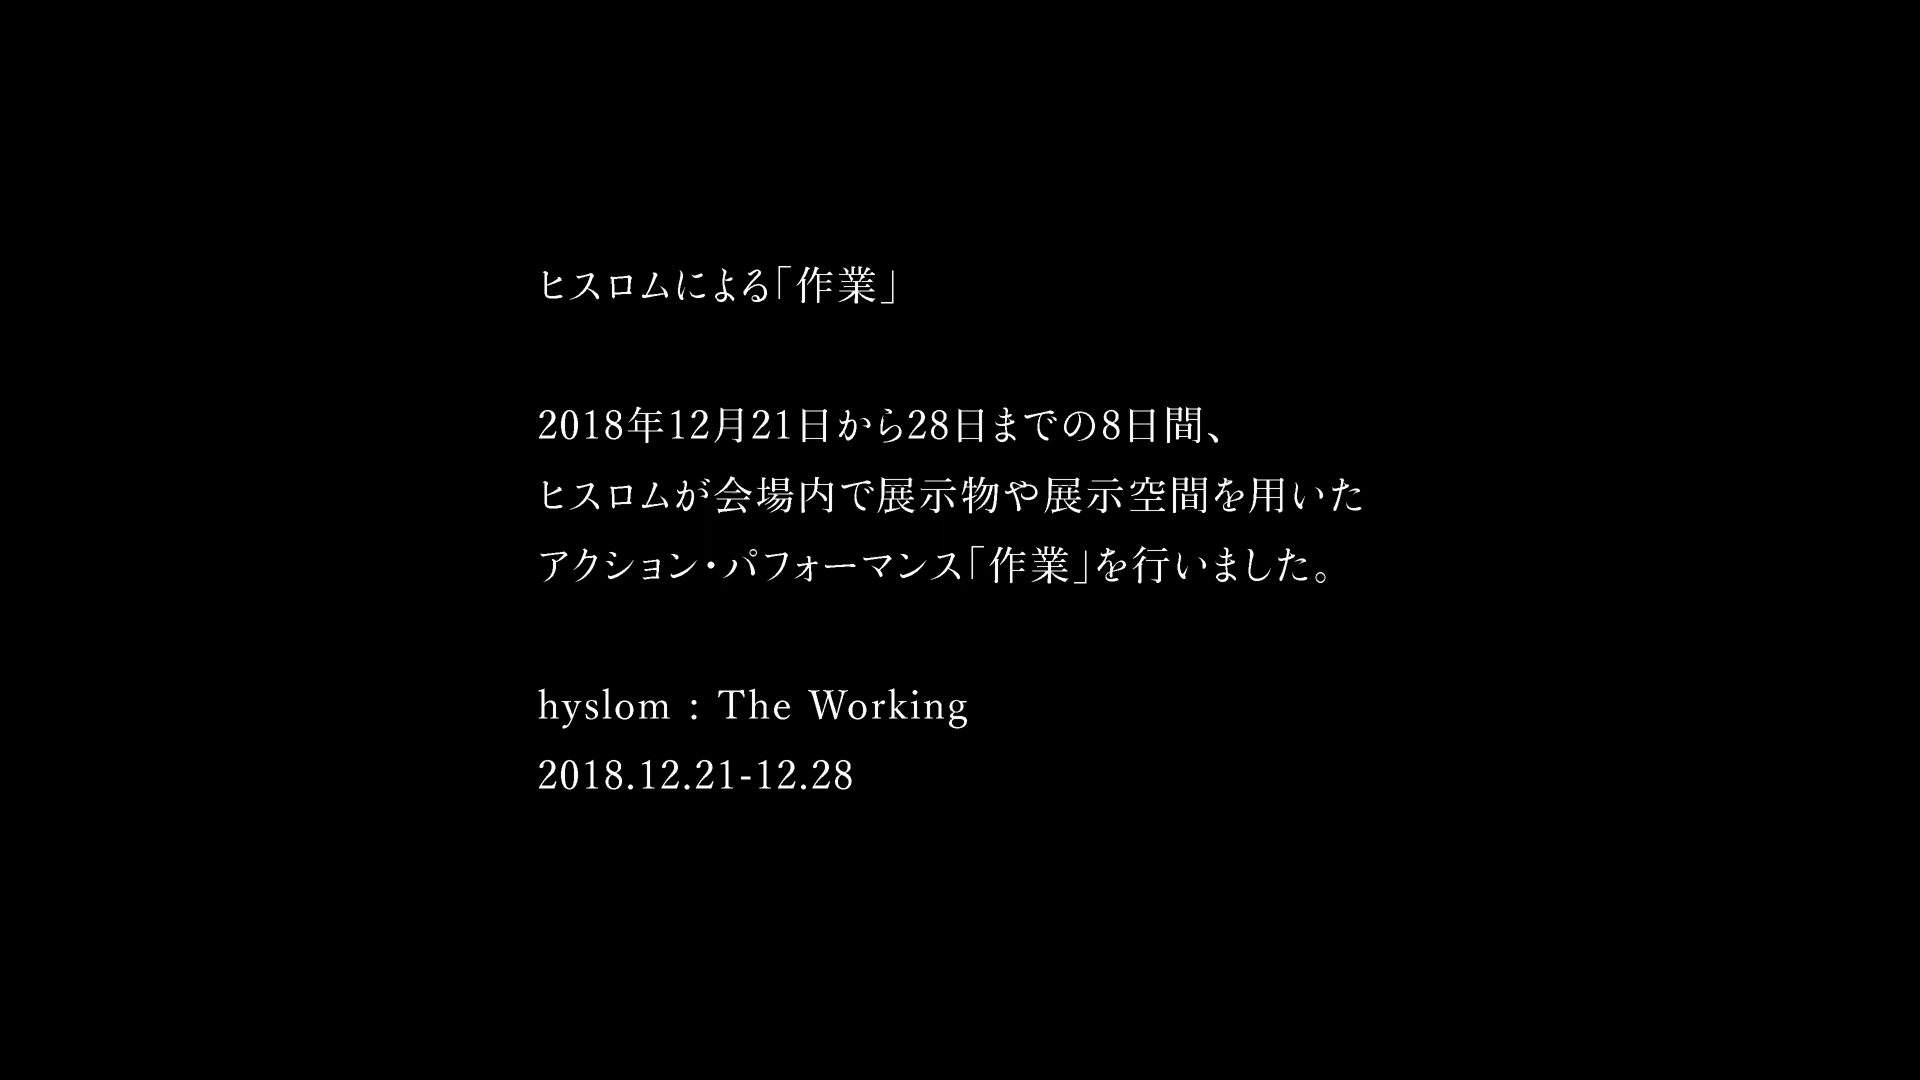 ヒスロムによる「作業」
2018年12月21日から28日までの8日間、
ヒスロムが会場内で展示物や展示空間を用いた
アクション・パフォーマンス「作業」を行いました。
hyslom : The Working
2018.12.21-12.28